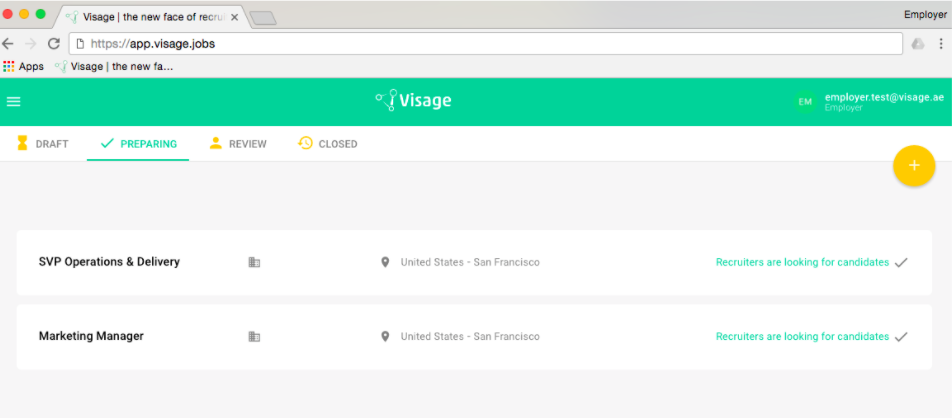 Visage | the new face of recrui
Employer
https://app.visage.jobs
Apps Visage | the new fa...
Visage
EM
employer.test@visage.ae
Employer
DRAFT PREPARING REVIEW CLOSED
SVP Operations & Delivery United States - San Francisco Recruiters are looking for candidates
Marketing Manager United States - San Francisco Recruiters are looking for candidates